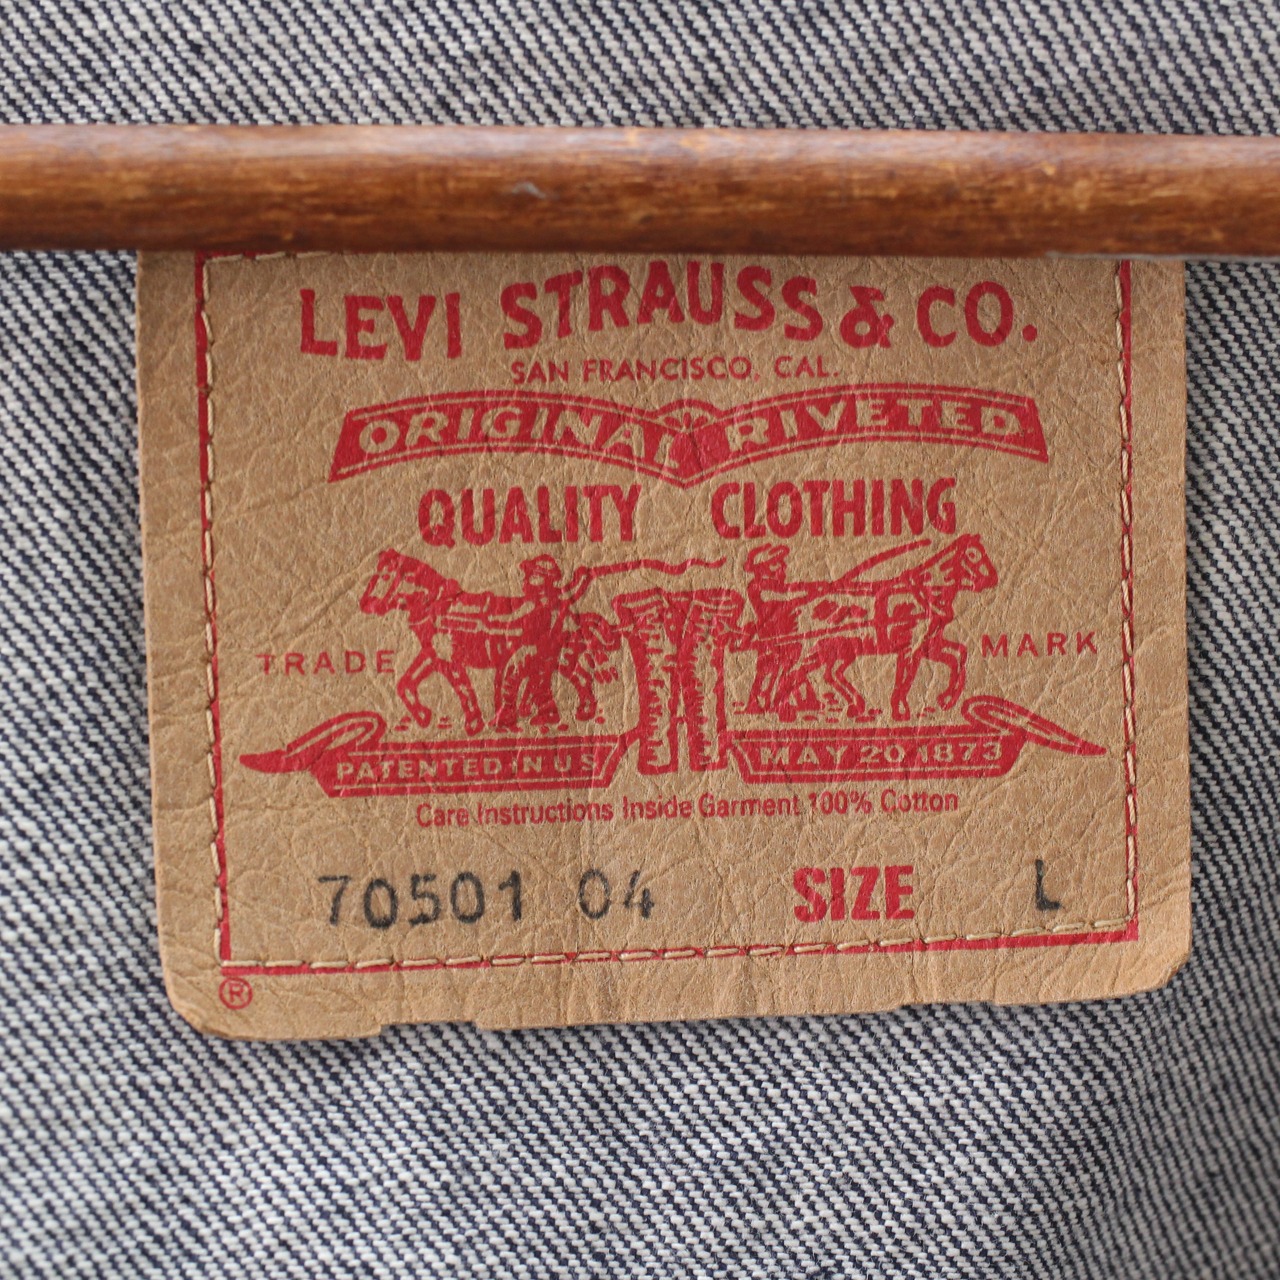 LEVI STRAUSS & CO.
SAN FRANCISCO, CAL.
ORIGINAL RIVETED
QUALITY CLOTHING
TRADE MARK
PATENTED IN US MAY 20 1873
Care Instructions Inside Garment 100% Cotton
70501 04 SIZE L
®